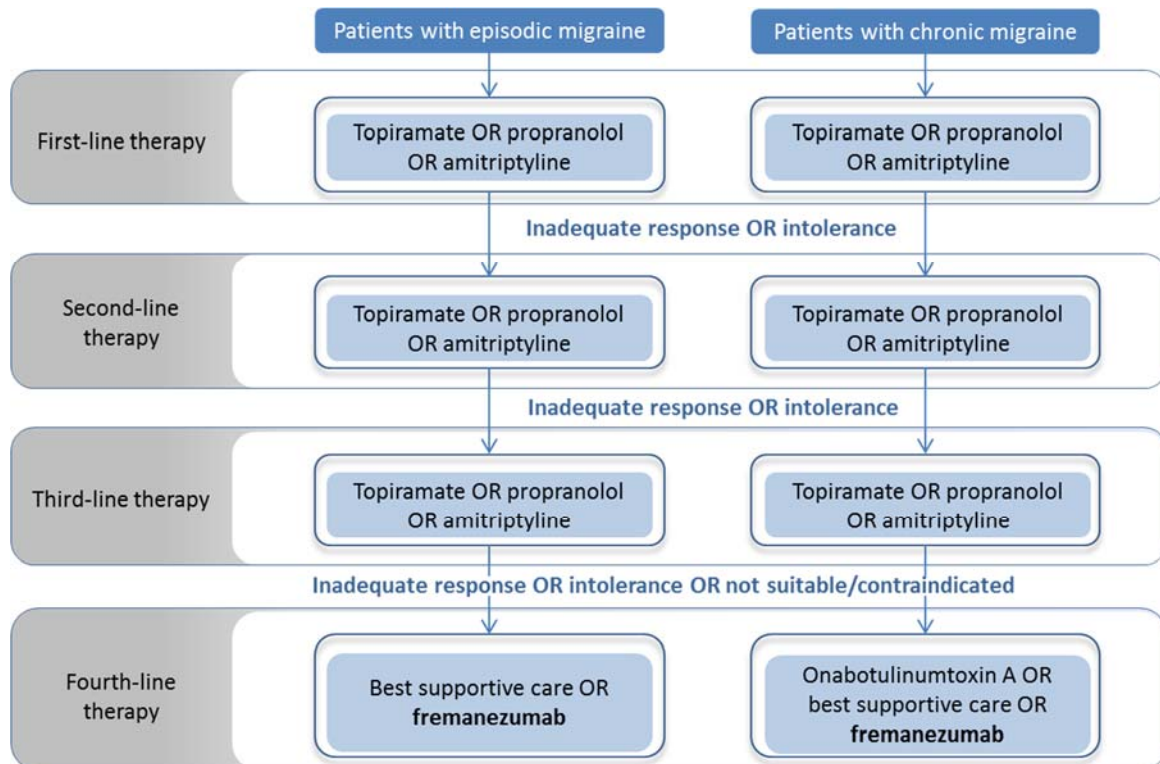 Patients with episodic migraine
Patients with chronic migraine
First-line therapy
Topiramate OR propranolol
OR amitriptyline
Topiramate OR propranolol
OR amitriptyline
Inadequate response OR intolerance
Second-line
therapy
Topiramate OR propranolol
OR amitriptyline
Topiramate OR propranolol
OR amitriptyline
Inadequate response OR intolerance
Third-line therapy
Topiramate OR propranolol
OR amitriptyline
Topiramate OR propranolol
OR amitriptyline
Inadequate response OR intolerance OR not suitable/contraindicated
Fourth-line
therapy
Best supportive care OR
fremanezumab
Onabotulinumtoxin A OR
best supportive care OR
fremanezumab